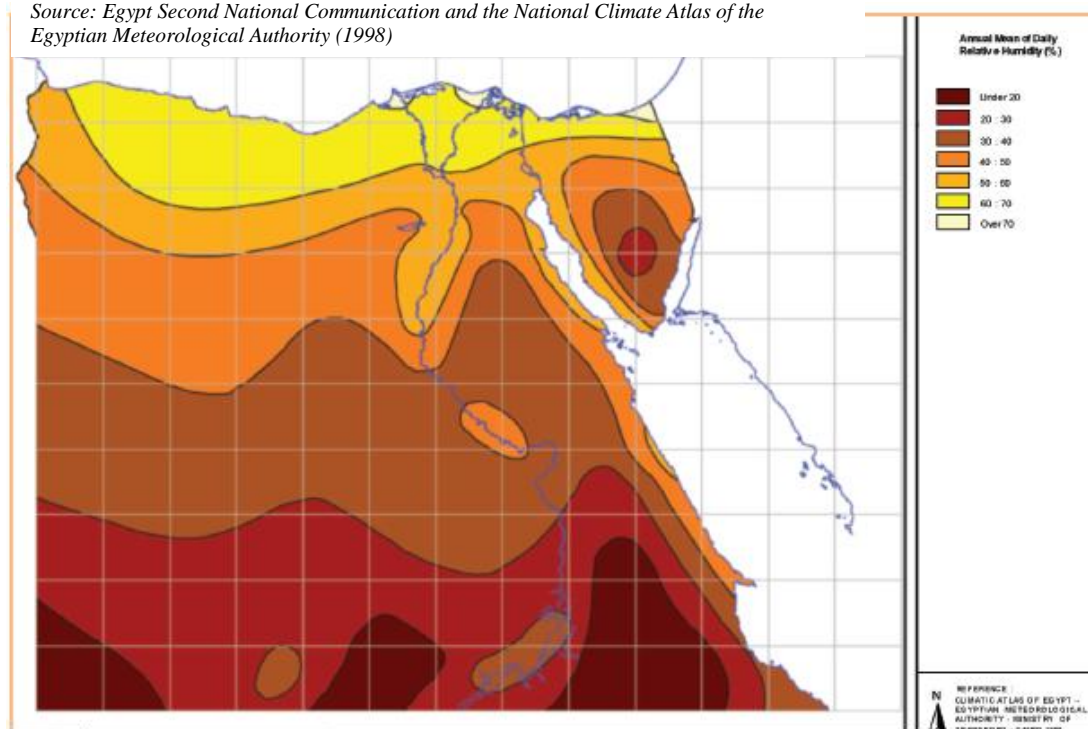 Source: Egypt Second National Communication and the National Climate Atlas of the
Egyptian Meteorological Authority (1998)
Annual Mean of Daily
Relative Humidity (%)
Under 20
20 : 30
30 : 40
40 : 50
50 : 60
60 : 70
Over 70
N
REFERENCE :
CLIMATIC ATLAS OF EGYPT --
EGYPTIAN METEOROLOGICAL
AUTHORITY - MINISTRY OF